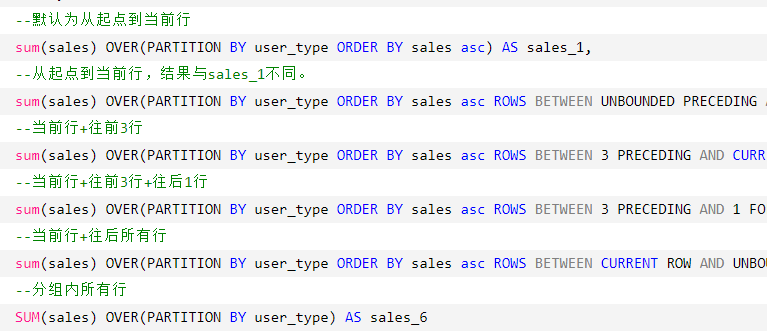 --默认为从起点到当前行
sum(sales) OVER(PARTITION BY user_type ORDER BY sales asc) AS sales_1,
--从起点到当前行，结果与sales_1不同。
sum(sales) OVER(PARTITION BY user_type ORDER BY sales asc ROWS BETWEEN UNBOUNDED PRECEDING
--当前行+往前3行
sum(sales) OVER(PARTITION BY user_type ORDER BY sales asc ROWS BETWEEN 3 PRECEDING AND CURR
--当前行+往前3行+往后1行
sum(sales) OVER(PARTITION BY user_type ORDER BY sales asc ROWS BETWEEN 3 PRECEDING AND 1 FO
--当前行+往后所有行
sum(sales) OVER(PARTITION BY user_type ORDER BY sales asc ROWS BETWEEN CURRENT ROW AND UNBOU
--分组内所有行
SUM(sales) OVER(PARTITION BY user_type) AS sales_6